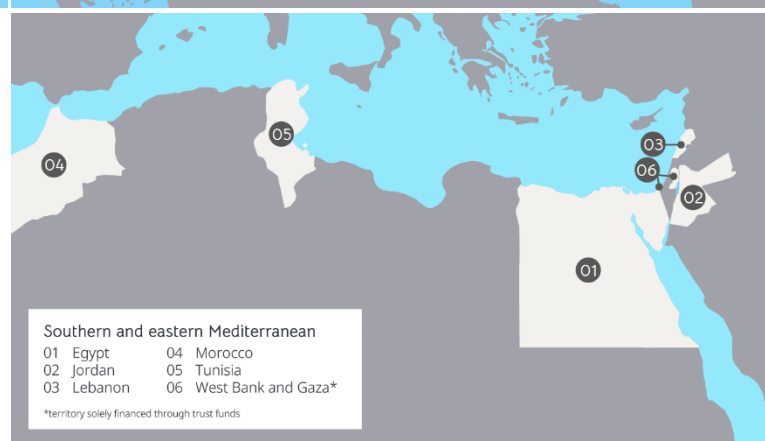 03
05
06
04
02
01
Southern and eastern Mediterranean
01 Egypt 04 Morocco
02 Jordan 05 Tunisia
03 Lebanon 06 West Bank and Gaza*
*territory solely financed through trust funds